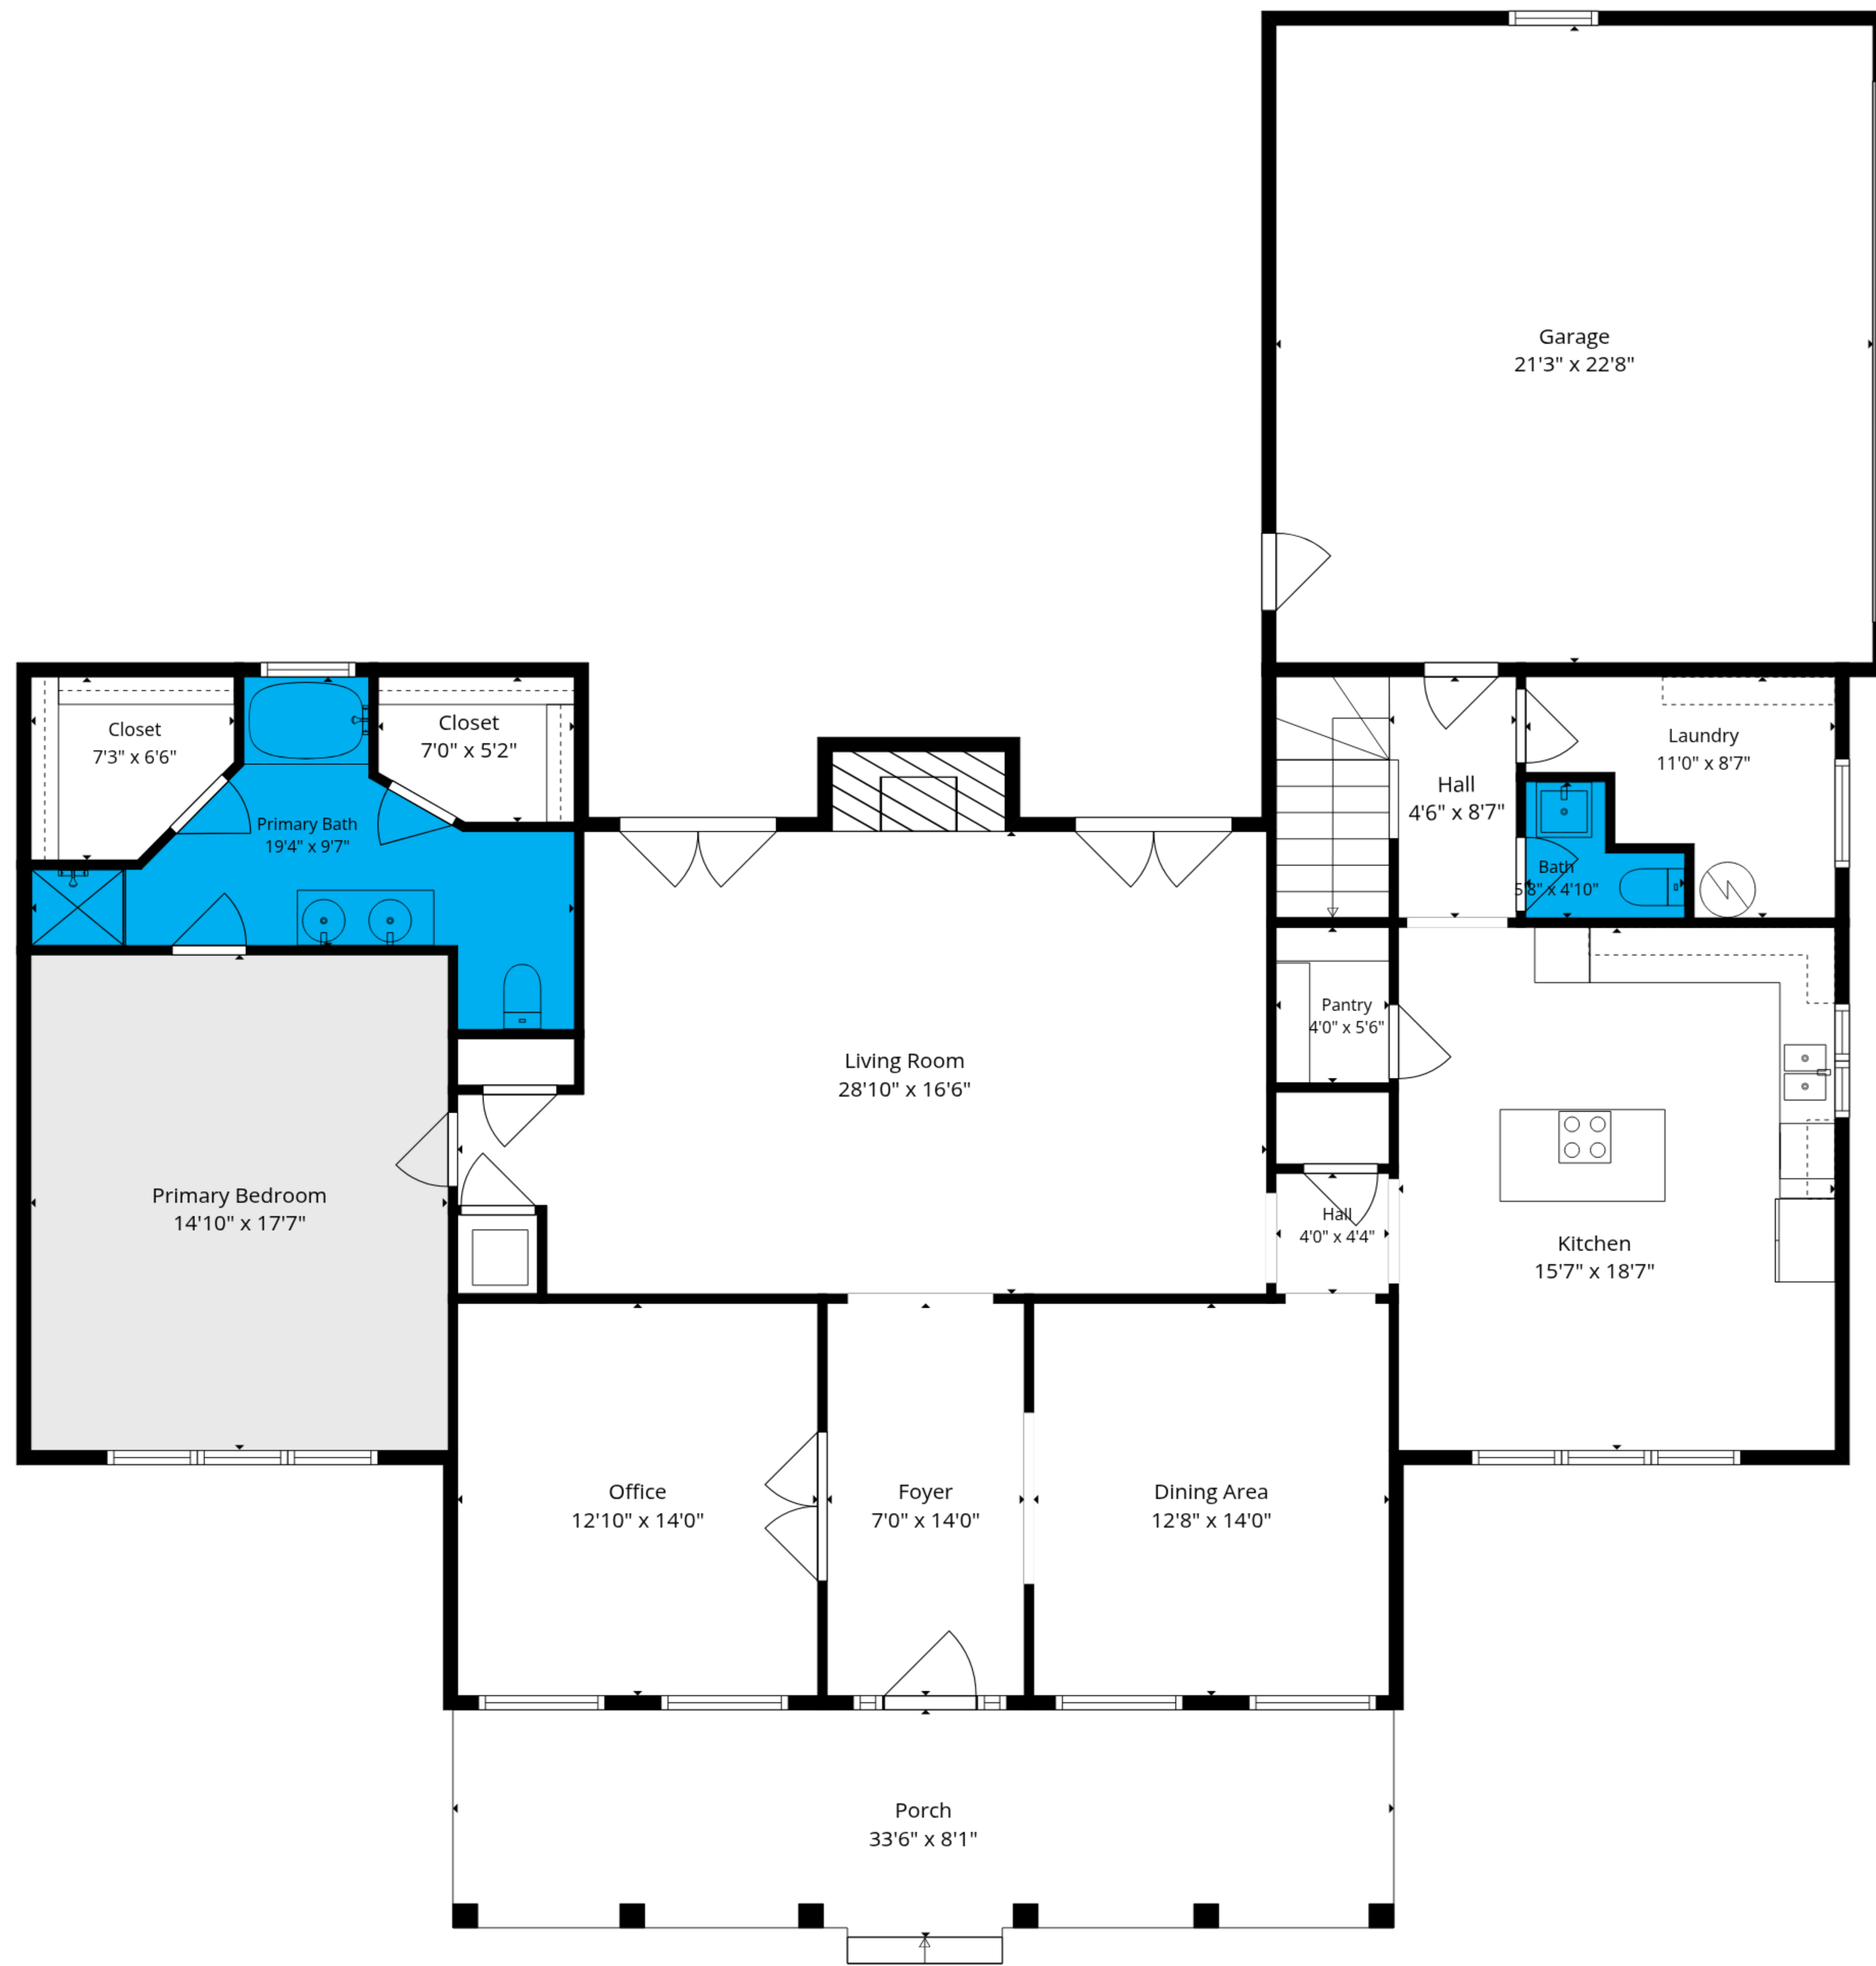 Garage
21'3" x 22'8"
Closet
7'3" x 6'6"
Closet
7'0" x 5'2"
Primary Bath
19'4" x 9'7"
Hall
4'6" x 8'7"
Laundry
11'0" x 8'7"
Bath
5'8" x 4'10"
Pantry
4'0" x 5'6"
Living Room
28'10" x 16'6"
Primary Bedroom
14'10" x 17'7"
Hall
4'0" x 4'4"
Kitchen
15'7" x 18'7"
Office
12'10" x 14'0"
Foyer
7'0" x 14'0"
Dining Area
12'8" x 14'0"
Porch
33'6" x 8'1"